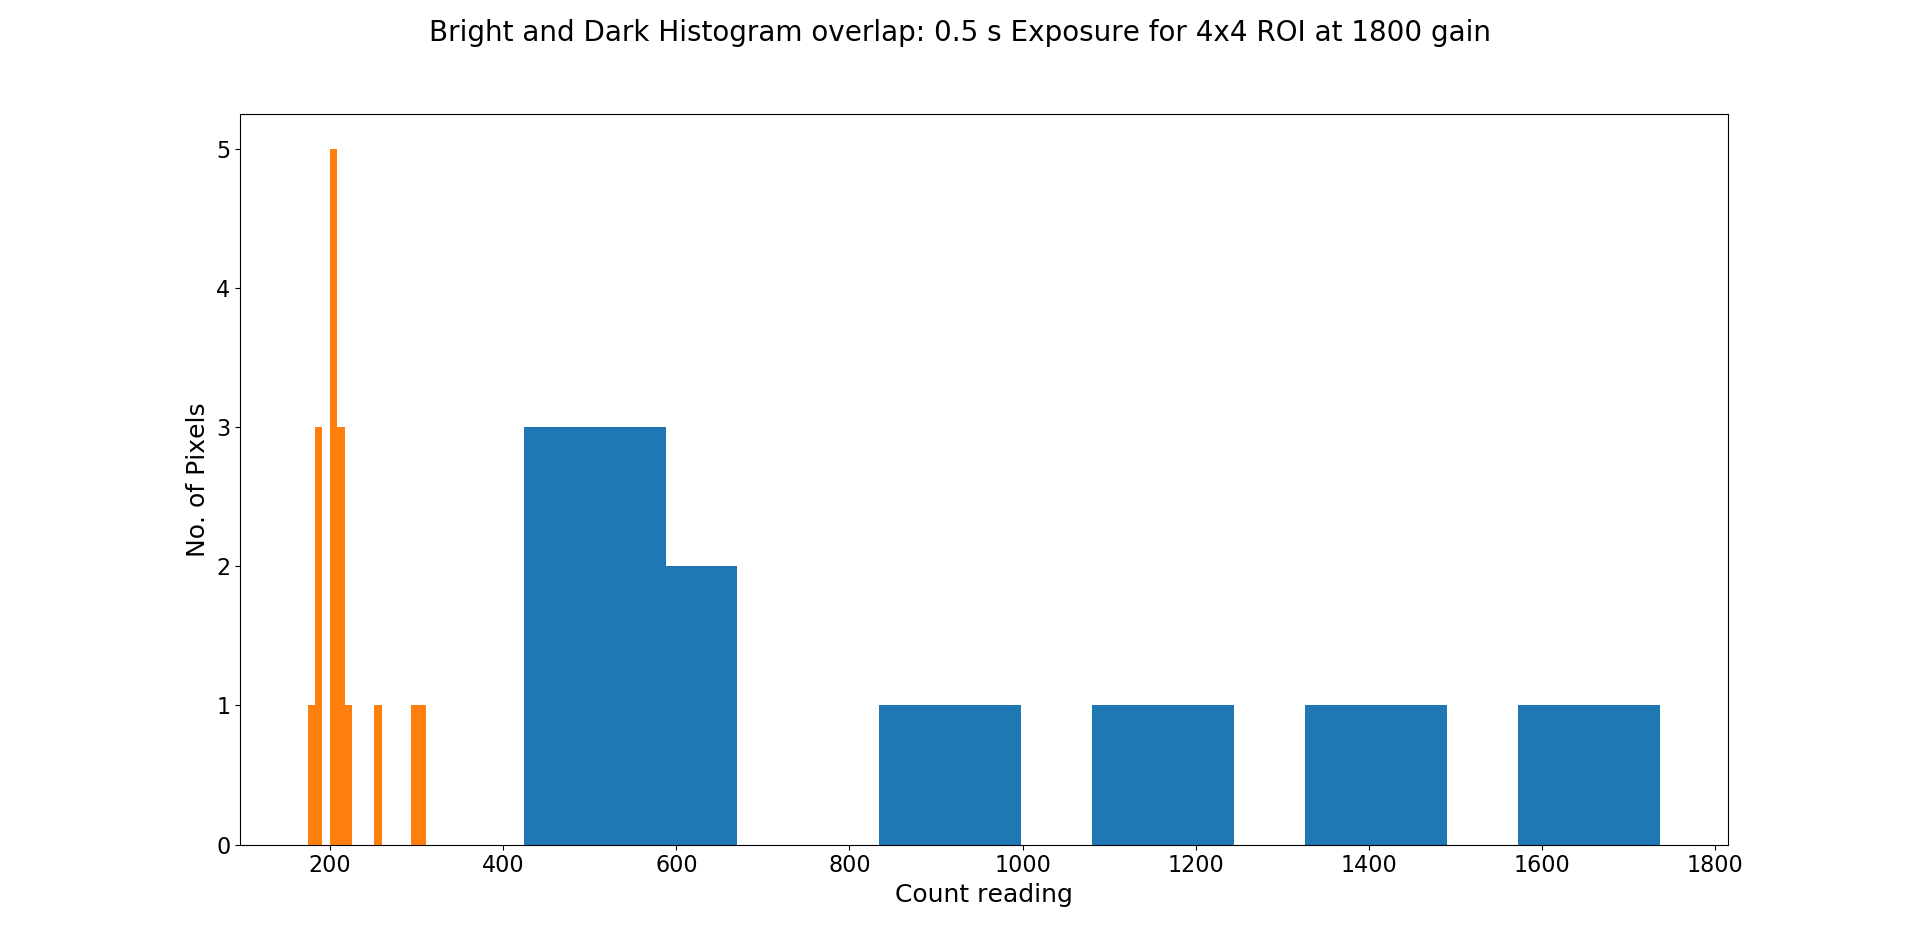 Bright and Dark Histogram overlap: 0.5 s Exposure for 4x4 ROI at 1800 gain
5
4
3
2
1
0
No. of Pixels
200 400 600 800 1000 1200 1400 1600 1800
Count reading